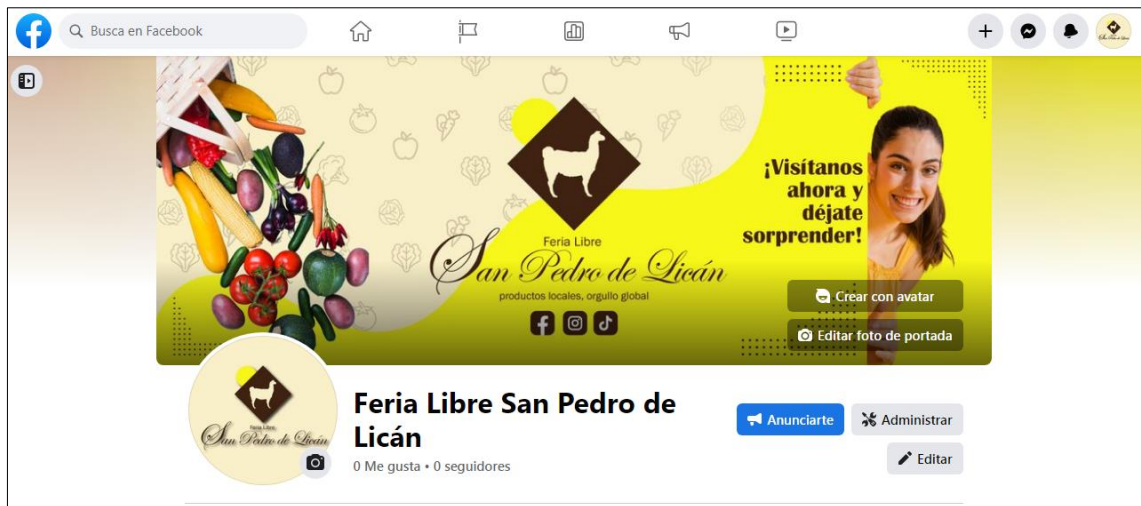 Busca en Facebook
¡Visítanos
ahora y
déjate
sorprender!
Feria Libre
San Pedro de Licán
productos locales, orgullo global
Crear con avatar
Editar foto de portada
Feria Libre
San Pedro de Licán
Feria Libre San Pedro de
Licán
0 Me gusta • 0 seguidores
Anunciarte
Administrar
Editar